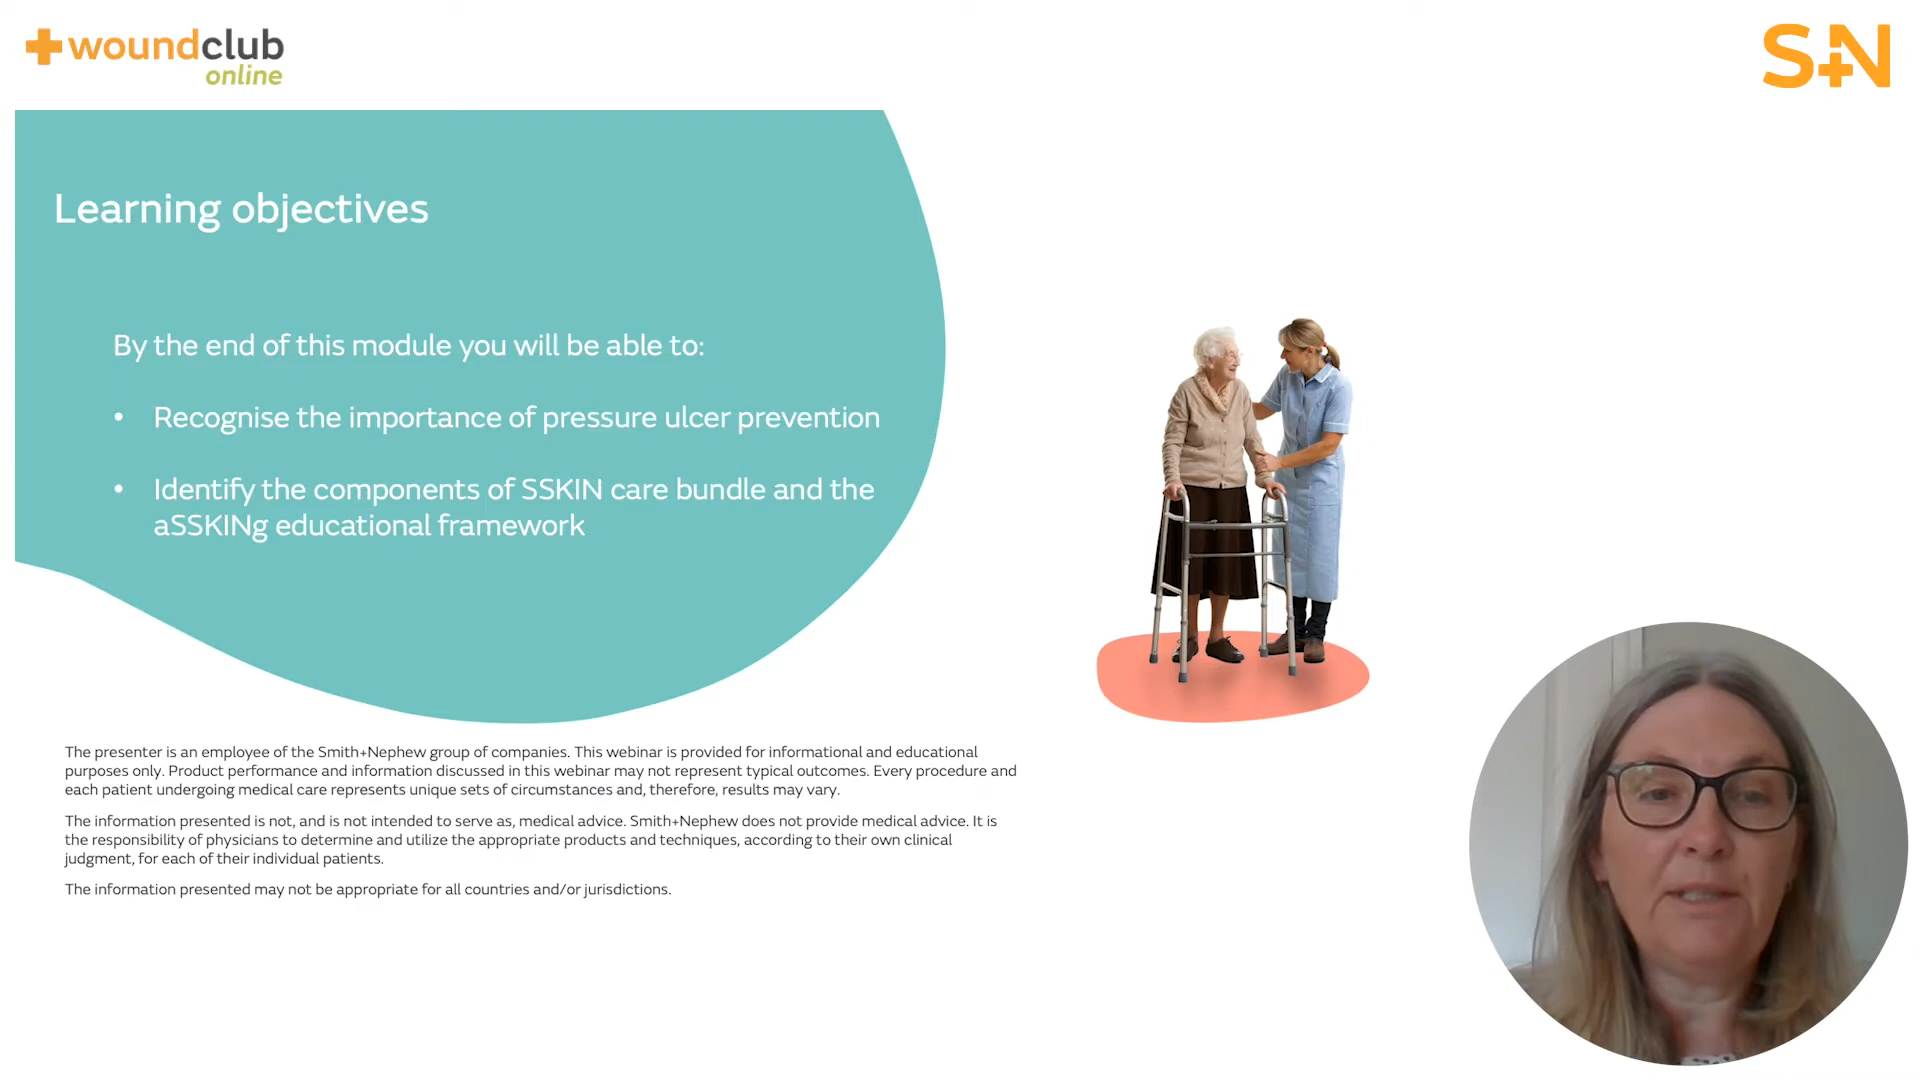 woundclub
online
S+N
Learning objectives
By the end of this module you will be able to:
• Recognise the importance of pressure ulcer prevention
• Identify the components of SSKIN care bundle and the
aSSKINg educational framework
The presenter is an employee of the Smith+Nephew group of companies. This webinar is provided for informational and educational
purposes only. Product performance and information discussed in this webinar may not represent typical outcomes. Every procedure and
each patient undergoing medical care represents unique sets of circumstances and, therefore, results may vary.
The information presented is not, and is not intended to serve as, medical advice. Smith+Nephew does not provide medical advice. It is
the responsibility of physicians to determine and utilize the appropriate products and techniques, according to their own clinical
judgment, for each of their individual patients.
The information presented may not be appropriate for all countries and/or jurisdictions.